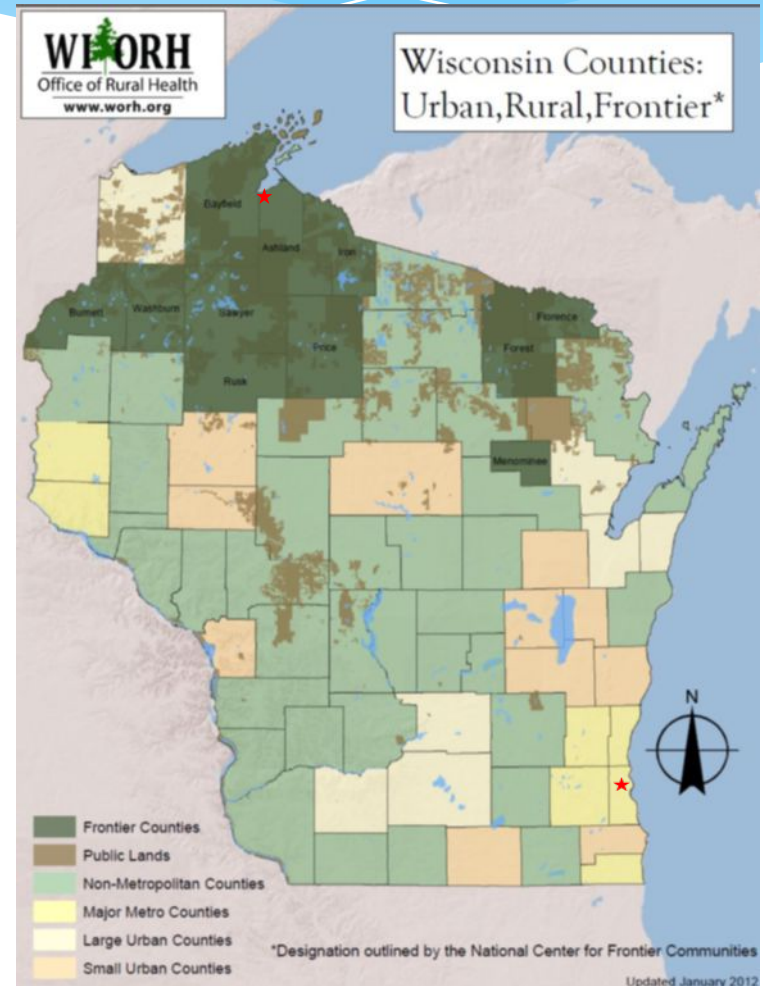 WI ORH
Office of Rural Health
www.worh.org
Wisconsin Counties:
Urban,Rural,Frontier*
Bayfield
Ashland
Iron
Burnett
Washburn
Sawyer
Price
Rusk
Florence
Forest
Menominee
N
Frontier Counties
Public Lands
Non-Metropolitan Counties
Major Metro Counties
Large Urban Counties
Small Urban Counties
*Designation outlined by the National Center for Frontier Communities
Updated January 2012